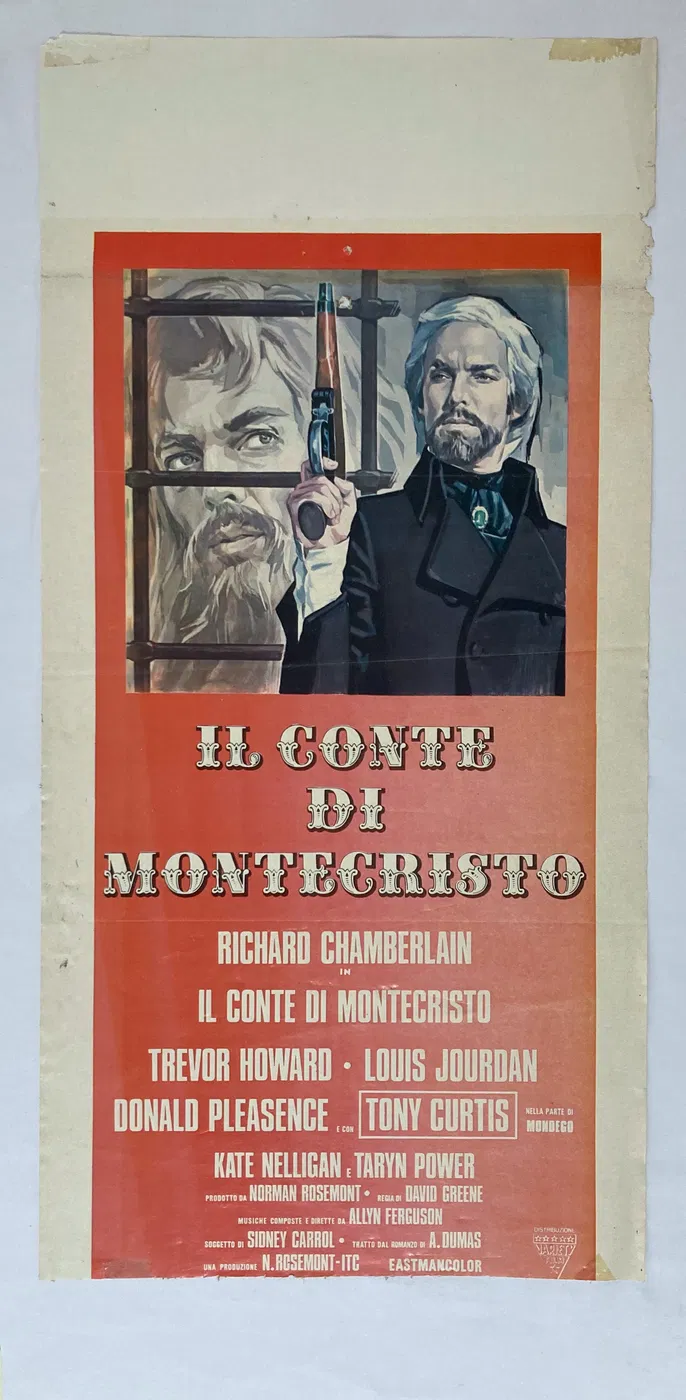 IL CONTE
DI
MONTECRISTO
RICHARD CHAMBERLAIN
IN
IL CONTE DI MONTECRISTO
TREVOR HOWARD • LOUIS JOURDAN
DONALD PLEASENCE E CON TONY CURTIS NELLA PARTE DI MONDEGO
KATE NELLIGAN E TARYN POWER
PRODOTTO DA NORMAN ROSEMONT • REGIA DI DAVID GREENE
MUSICHE COMPOSTE E DIRETTE DA ALLYN FERGUSON
SOGGETTO DI SIDNEY CARROL • TRATTO DAL ROMANZO DI A. DUMAS
UNA PRODUZIONE N. ROSEMONT-ITC EASTMANCOLOR
DISTRIBUZIONE
VARIETY
FILM